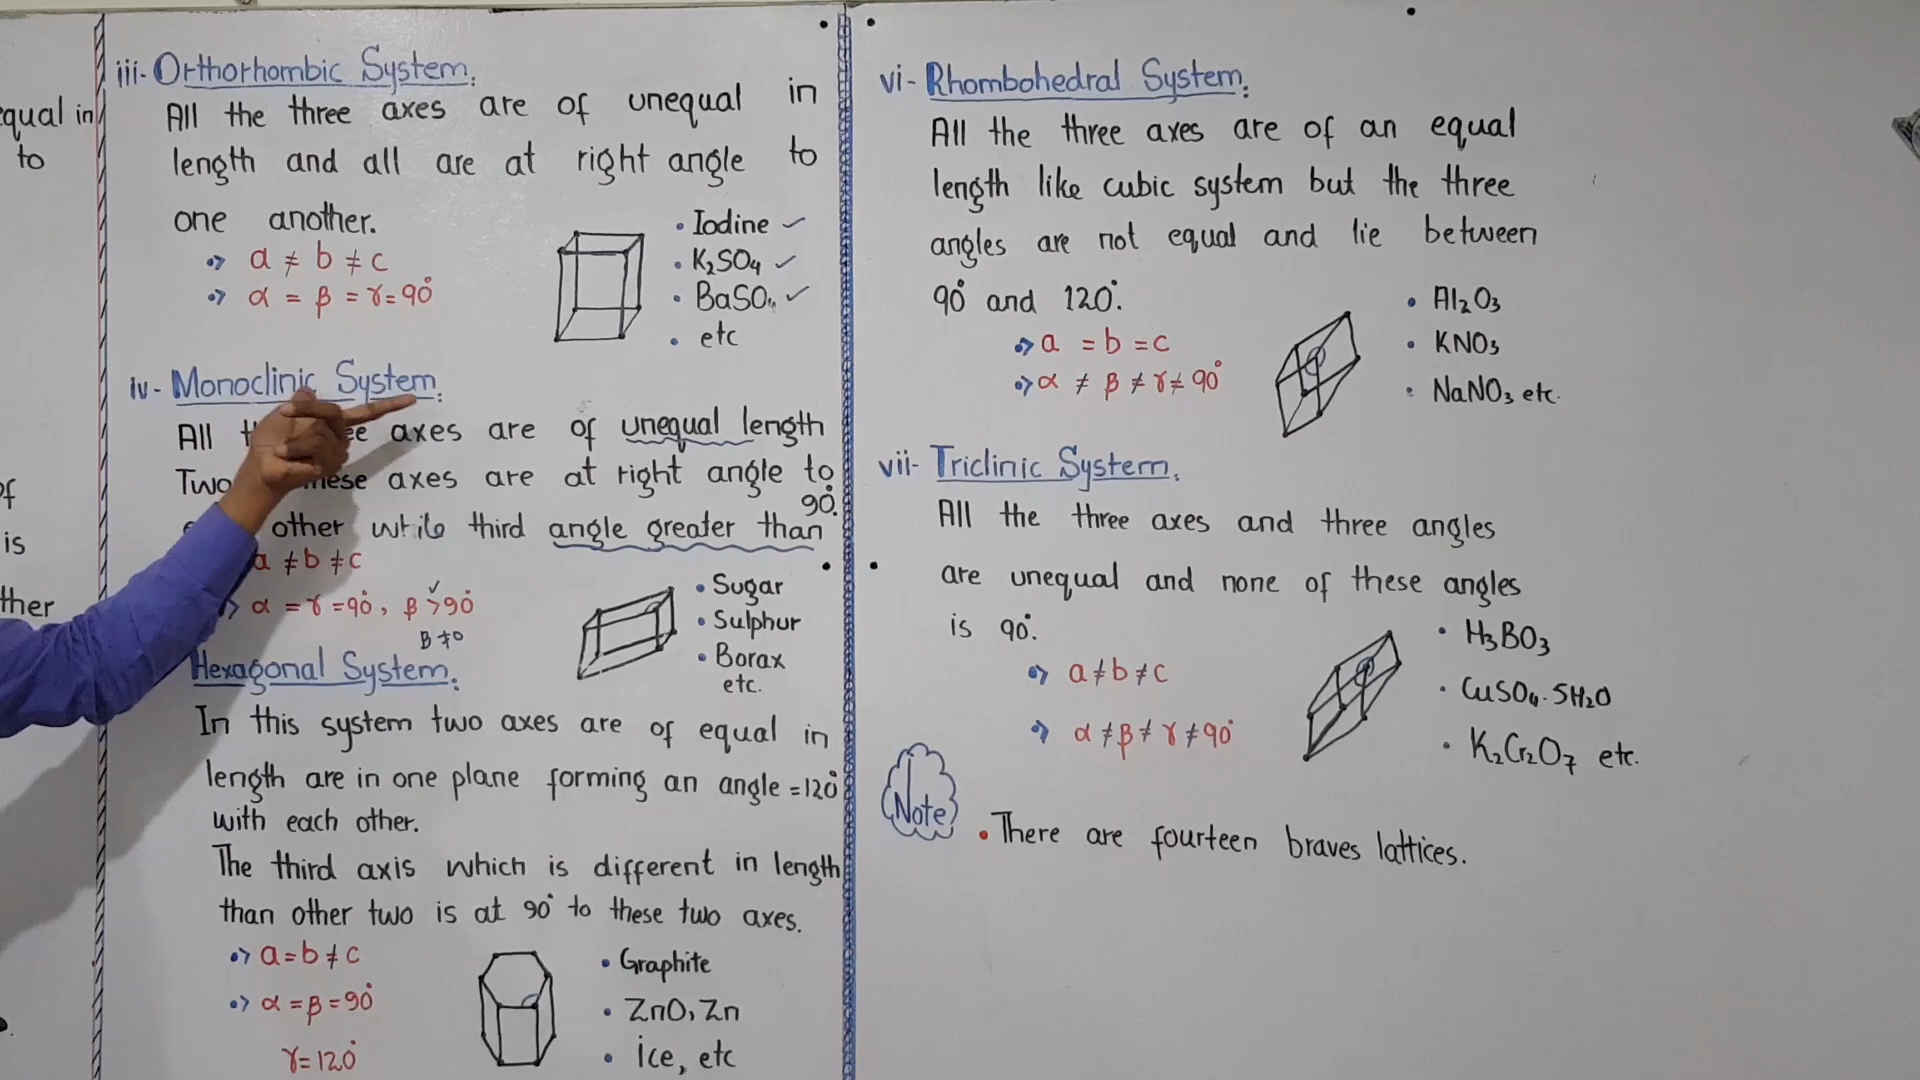 equal in
to
of
is
ther
iii- Orthorhombic System.
All the three axes are of unequal in
length and all are at right angle to
one another.
a ≠ b ≠ c
α = β = γ = 90°
• Iodine ✓
• K₂SO₄ ✓
• BaSO₄ ✓
• etc
iv- Monoclinic System.
All axes are of unequal length
Two these axes are at right angle to
90°.
other while third angle greater than
a ≠ b ≠ c
α = γ = 90°, β > 90°
β ≠ 0
• Sugar
• Sulphur
• Borax
etc.
Hexagonal System.
In this system two axes are of equal in
length are in one plane forming an angle = 120°
with each other.
The third axis which is different in length
than other two is at 90° to these two axes.
a = b ≠ c
α = β = 90°
γ = 120°
• Graphite
• ZnO, Zn
• ice, etc
vi- Rhombohedral System.
All the three axes are of an equal
length like cubic system but the three
angles are not equal and lie between
90° and 120°.
a = b = c
α ≠ β ≠ γ ≠ 90°
• Al₂O₃
• KNO₃
• NaNO₃ etc.
vii- Triclinic System.
All the three axes and three angles
are unequal and none of these angles
is 90°.
a ≠ b ≠ c
α ≠ β ≠ γ ≠ 90°
• H₃BO₃
• CuSO₄.5H₂O
• K₂Cr₂O₇ etc.
Note
• There are fourteen braves lattices.